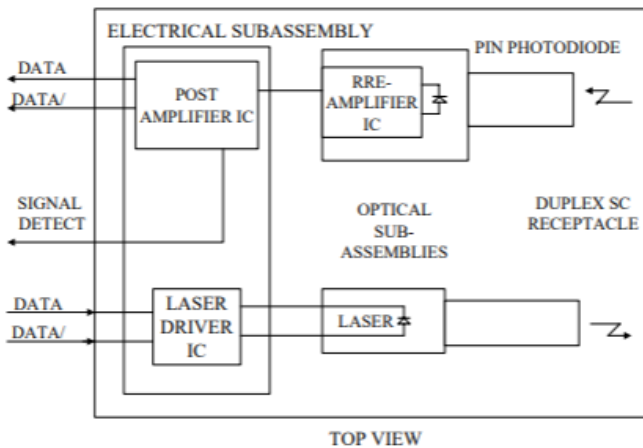 ELECTRICAL SUBASSEMBLY
PIN PHOTODIODE
DATA
DATA/
POST
AMPLIFIER IC
RRE-
AMPLIFIER
IC
SIGNAL
DETECT
OPTICAL
SUB-
ASSEMBLIES
DUPLEX SC
RECEPTACLE
DATA
DATA/
LASER
DRIVER
IC
LASER
TOP VIEW